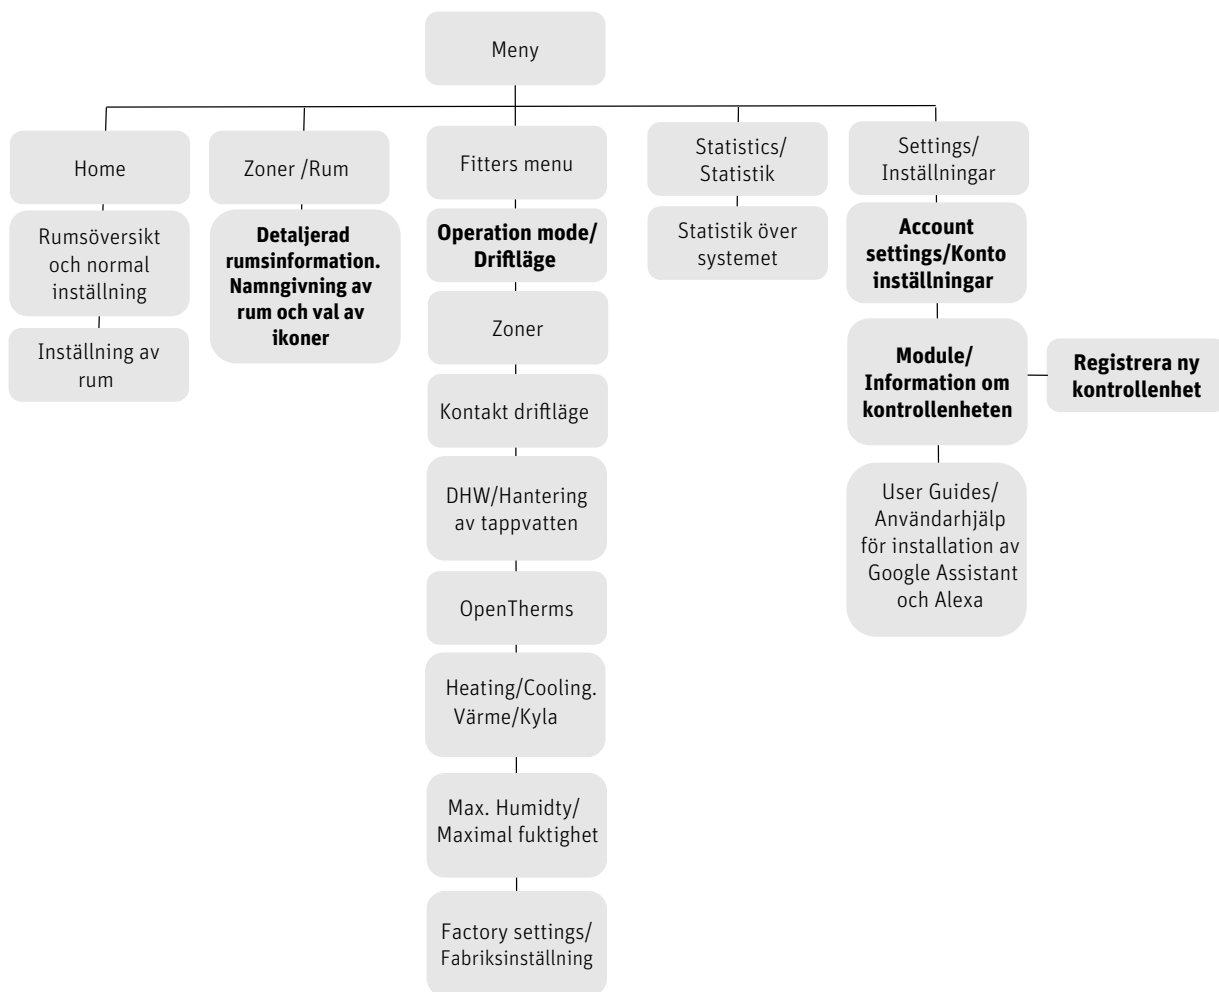 Meny
Home
Rumsöversikt
och normal
inställning
Inställning av
rum
Zoner /Rum
Detaljerad
rumsinformation.
Namngivning av
rum och val av
ikoner
Fitters menu
Operation mode/
Driftläge
Zoner
Kontakt driftläge
DHW/Hantering
av tappvatten
OpenTherms
Heating/Cooling.
Värme/Kyla
Max. Humidty/
Maximal fuktighet
Factory settings/
Fabriksinställning
Statistics/
Statistik
Statistik över
systemet
Settings/
Inställningar
Account
settings/Konto
inställningar
Module/
Information om
kontrollenheten
Registrera ny
kontrollenhet
User Guides/
Användarhjälp
för installation av
Google Assistant
och Alexa